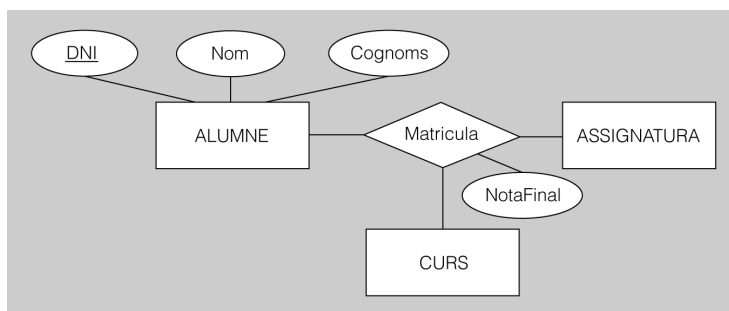 DNI
Nom
Cognoms
ALUMNE
Matricula
ASSIGNATURA
NotaFinal
CURS